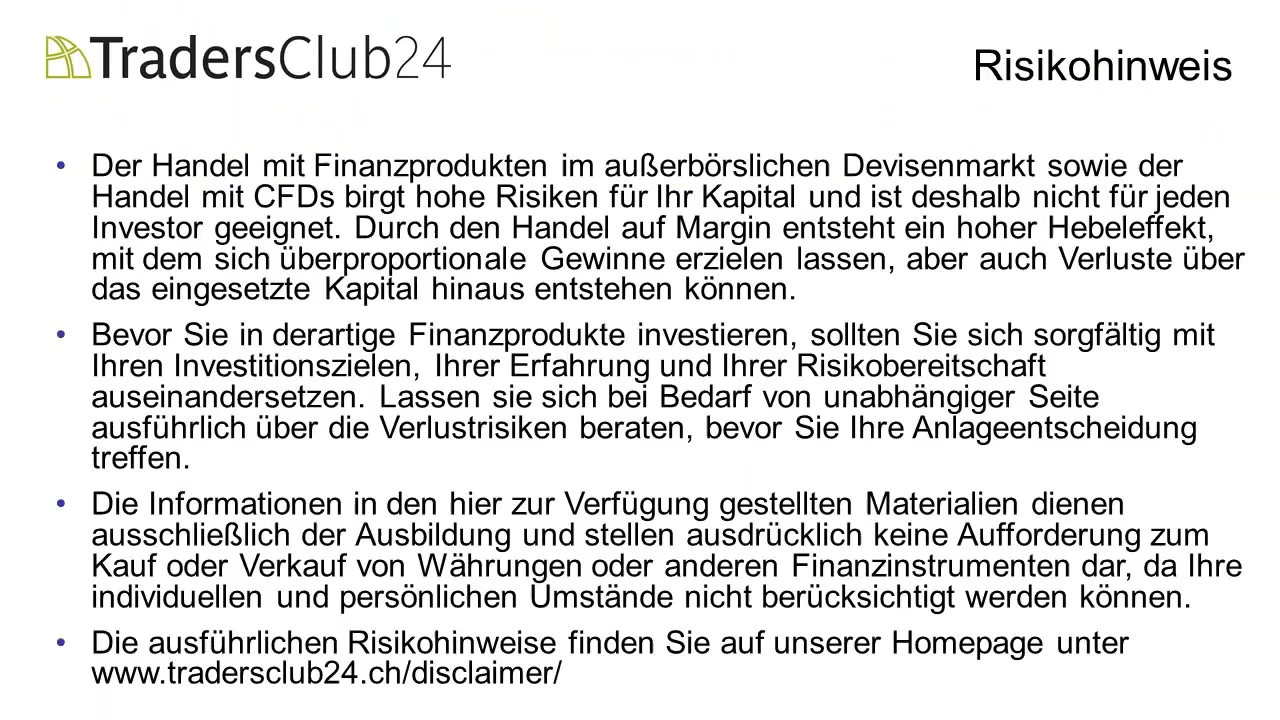 TradersClub24
Risikohinweis
• Der Handel mit Finanzprodukten im außerbörslichen Devisenmarkt sowie der
Handel mit CFDs birgt hohe Risiken für Ihr Kapital und ist deshalb nicht für jeden
Investor geeignet. Durch den Handel auf Margin entsteht ein hoher Hebeleffekt,
mit dem sich überproportionale Gewinne erzielen lassen, aber auch Verluste über
das eingesetzte Kapital hinaus entstehen können.
• Bevor Sie in derartige Finanzprodukte investieren, sollten Sie sich sorgfältig mit
Ihren Investitionszielen, Ihrer Erfahrung und Ihrer Risikobereitschaft
auseinandersetzen. Lassen sie sich bei Bedarf von unabhängiger Seite
ausführlich über die Verlustrisiken beraten, bevor Sie Ihre Anlageentscheidung
treffen.
• Die Informationen in den hier zur Verfügung gestellten Materialien dienen
ausschließlich der Ausbildung und stellen ausdrücklich keine Aufforderung zum
Kauf oder Verkauf von Währungen oder anderen Finanzinstrumenten dar, da Ihre
individuellen und persönlichen Umstände nicht berücksichtigt werden können.
• Die ausführlichen Risikohinweise finden Sie auf unserer Homepage unter
www.tradersclub24.ch/disclaimer/